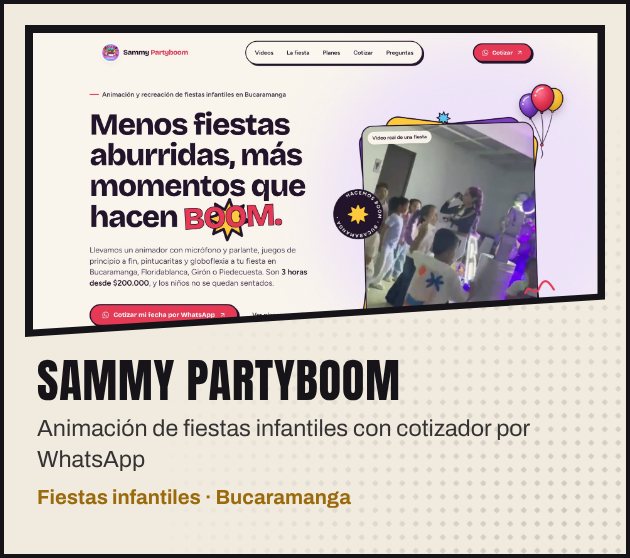 Sammy Partyboom
Videos La fiesta Planes Cotizar Preguntas
Cotizar
Animación y recreación de fiestas infantiles en Bucaramanga
Menos fiestas
aburridas, más
momentos que
hacen BOOM.
Llevamos un animador con micrófono y parlante, juegos de
principio a fin, pintucaritas y globoflexia a tu fiesta en
Bucaramanga, Floridablanca, Girón o Piedecuesta. Son 3 horas
desde $200.000, y los niños no se quedan sentados.
Cotizar mi fecha por WhatsApp
Video real de una fiesta
HACEMOS BOOM
BUCARAMANGA
SAMMY PARTYBOOM
Animación de fiestas infantiles con cotizador por
WhatsApp
Fiestas infantiles · Bucaramanga